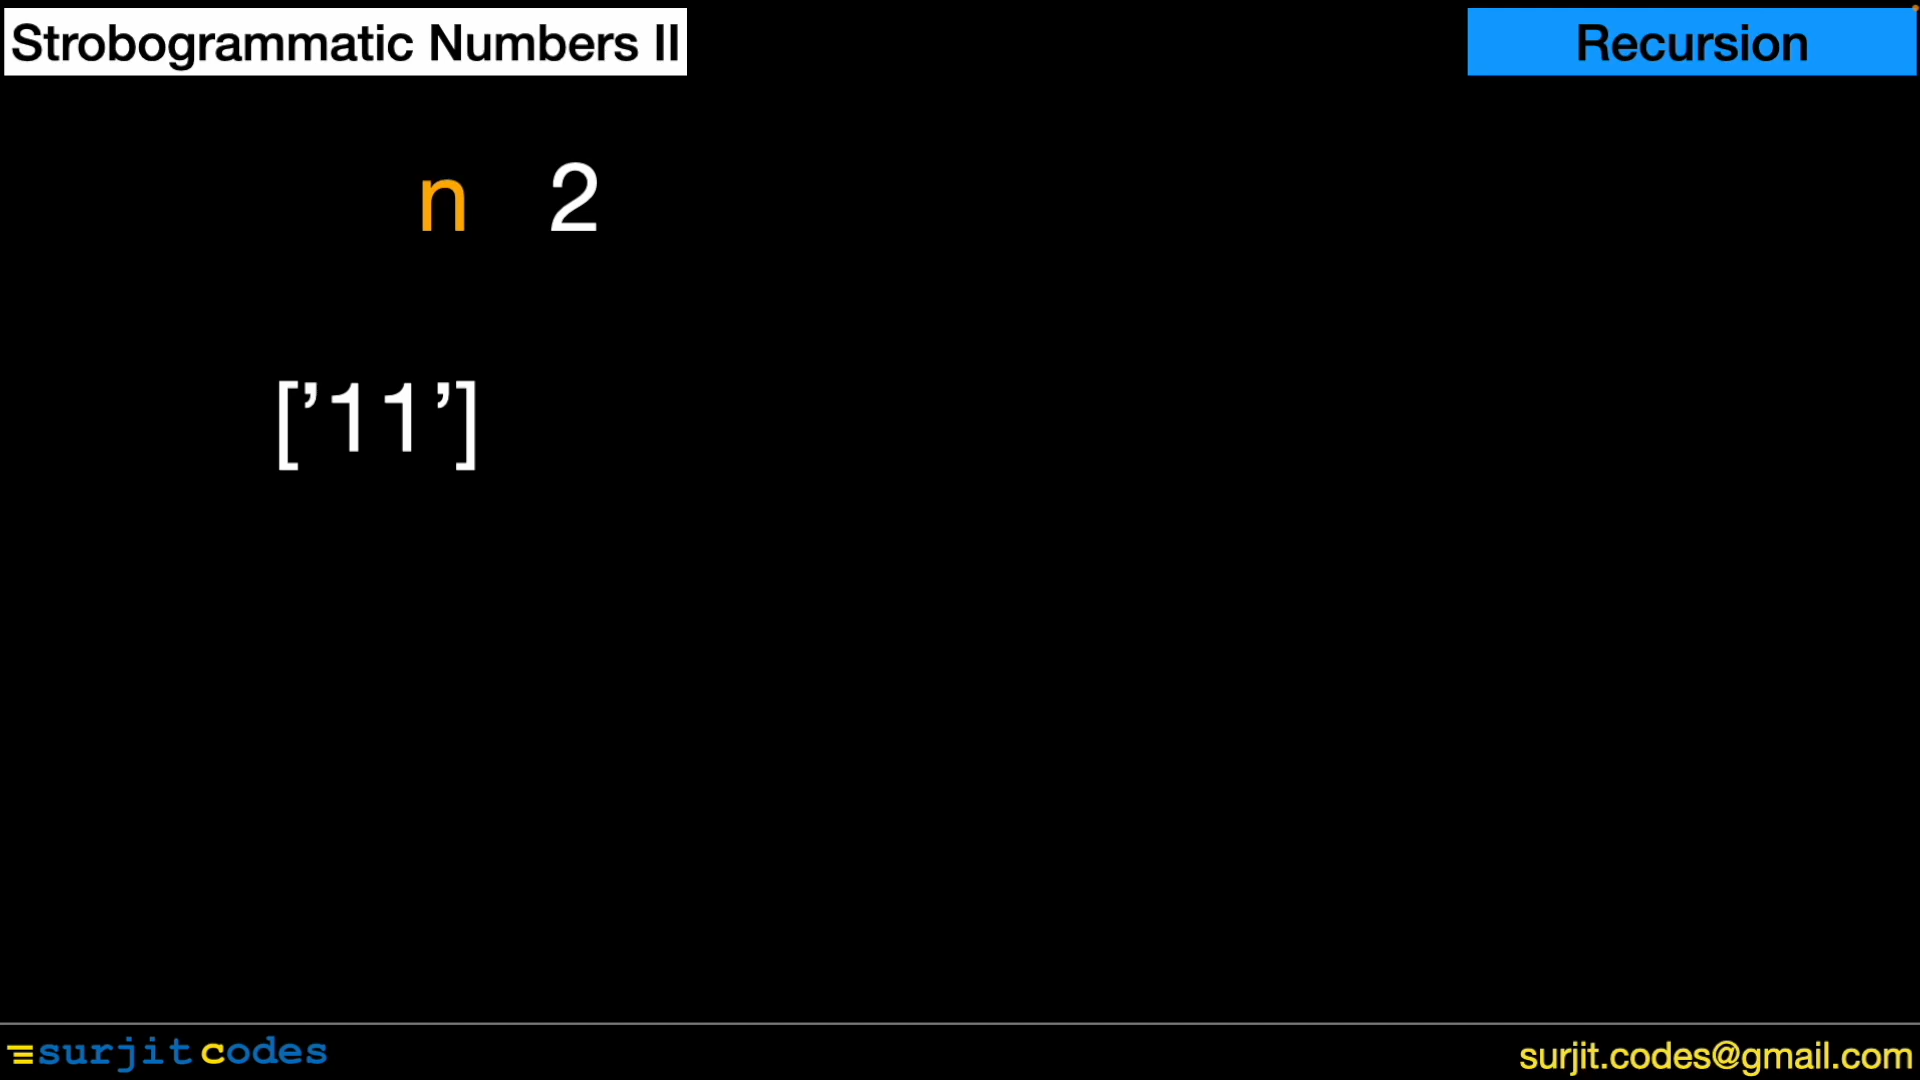 Strobogrammatic Numbers II
Recursion
n 2
[’11’]
surjit codes
surjit.codes@gmail.com